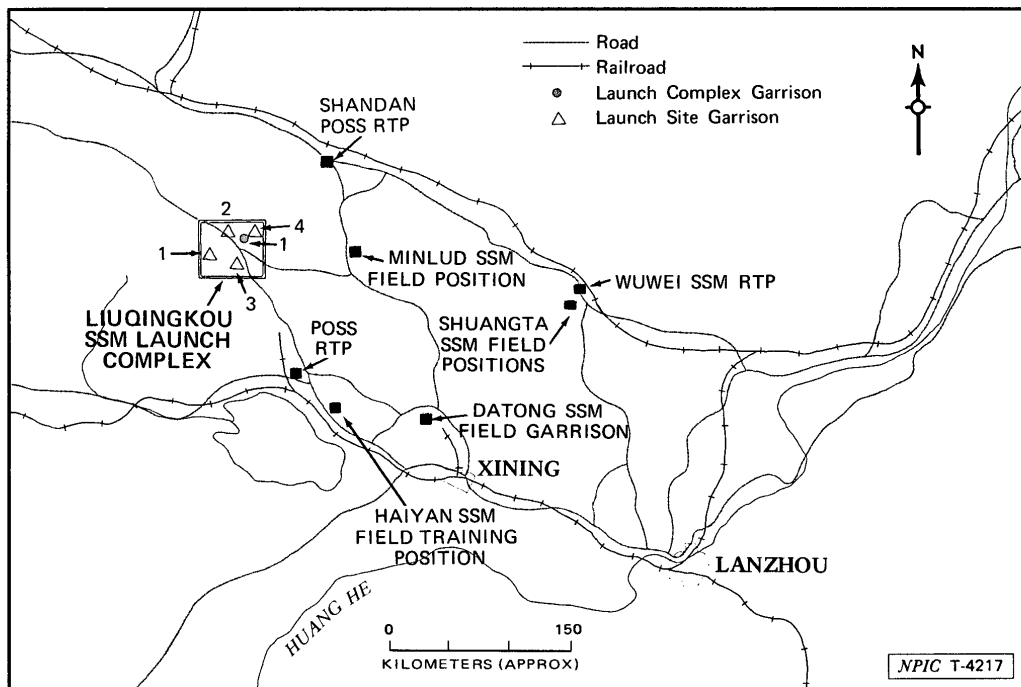 Road
Railroad
Launch Complex Garrison
Launch Site Garrison
N
SHANDAN
POSS RTP
2
4
1
1
3
MINLUD SSM
FIELD POSITION
WUWEI SSM RTP
LIUQINGKOU
SSM LAUNCH
COMPLEX
SHUANGTA
SSM FIELD
POSITIONS
POSS
RTP
DATONG SSM
FIELD GARRISON
XINING
HAIYAN SSM
FIELD TRAINING
POSITION
LANZHOU
HUANG HE
0 150
KILOMETERS (APPROX)
NPIC T-4217